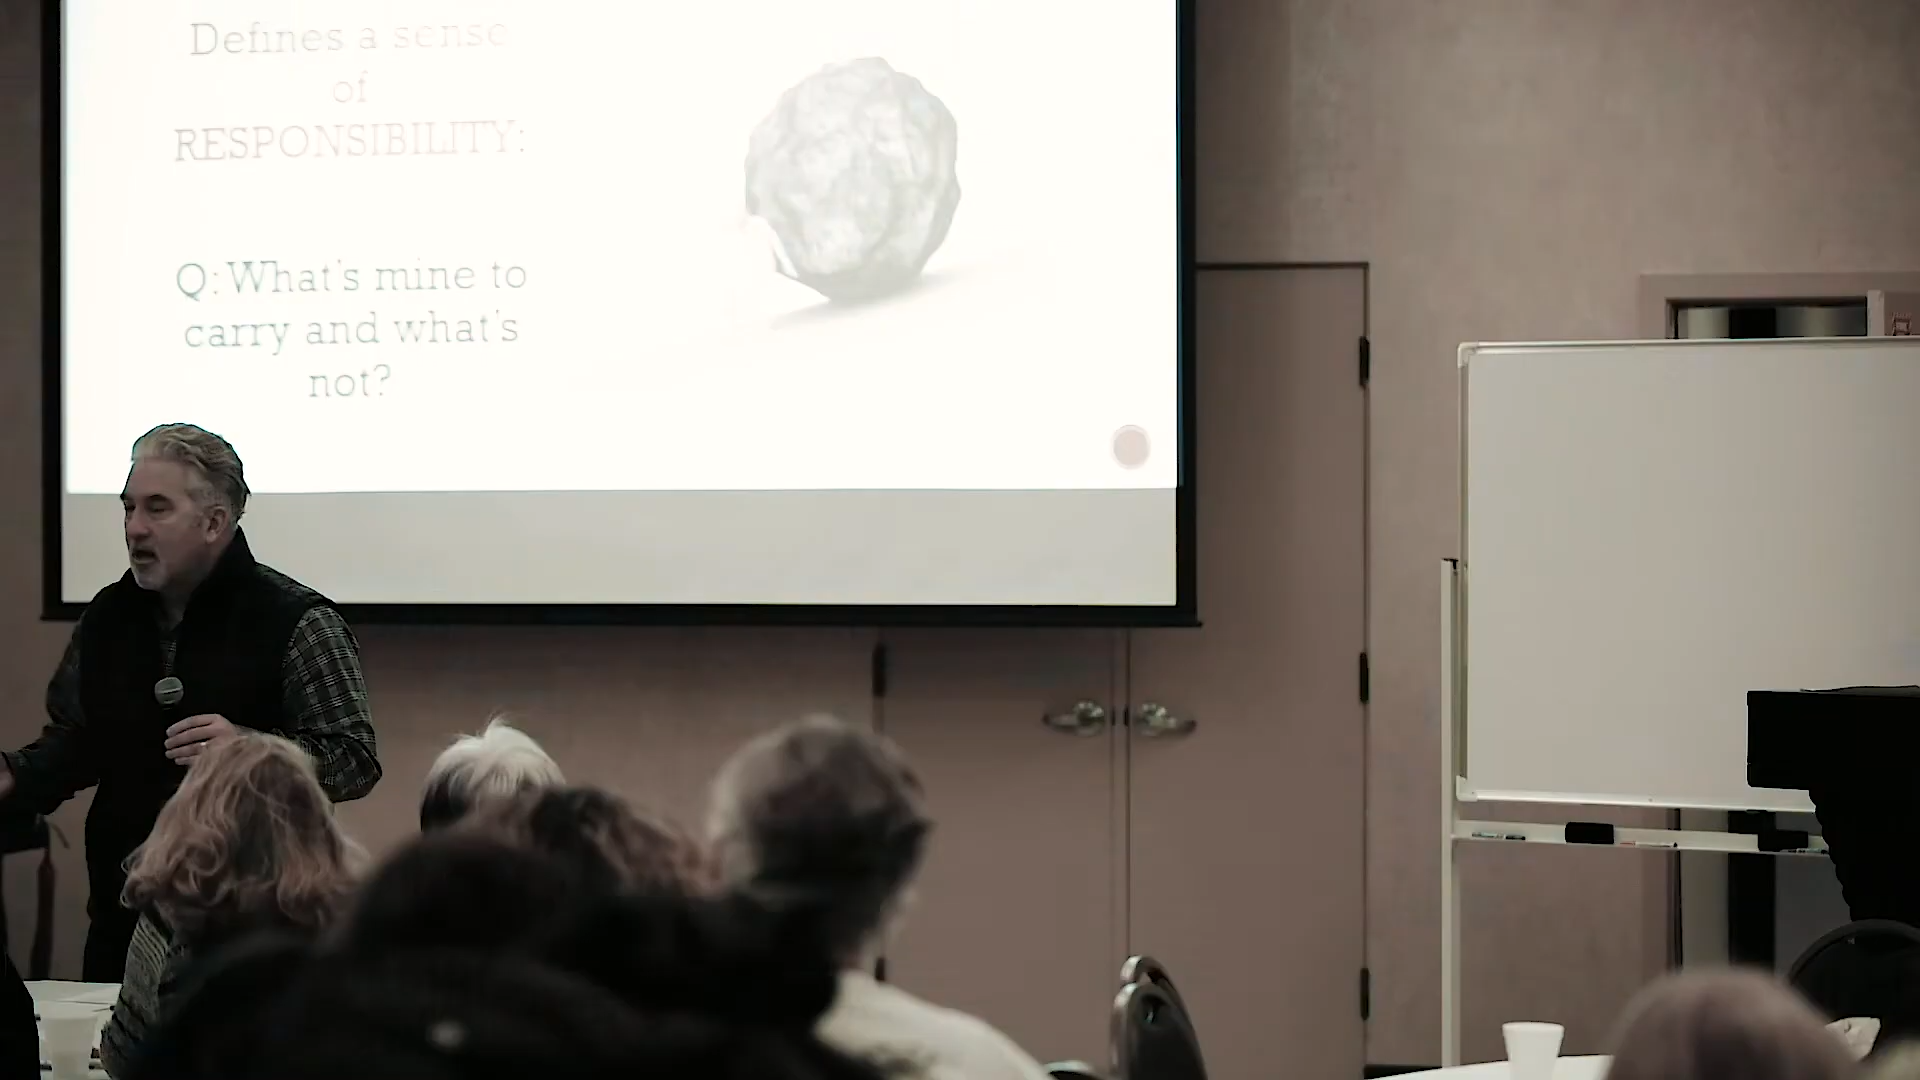 Defines a sense
of
RESPONSIBILITY:
Q: What's mine to
carry and what's
not?